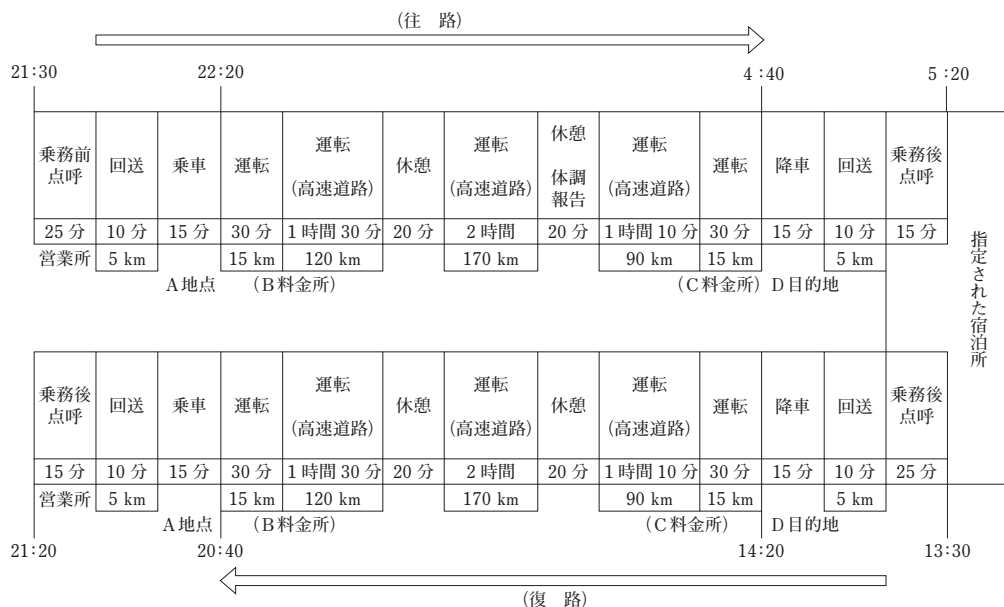 (往 路)
21:30 22:20 4:40 5:20
乗務前点呼 回送 乗車 運転 運転(高速道路) 休憩 運転(高速道路) 休憩 体調報告 運転(高速道路) 運転 降車 回送 乗務後点呼
25分 10分 15分 30分 1時間30分 20分 2時間 20分 1時間10分 30分 15分 10分 15分
営業所 5 km 15 km 120 km 170 km 90 km 15 km 5 km
A地点 (B料金所) (C料金所) D目的地
指定された宿泊所
乗務後点呼 回送 乗車 運転 運転(高速道路) 休憩 運転(高速道路) 休憩 運転(高速道路) 運転 降車 回送 乗務後点呼
15分 10分 15分 30分 1時間30分 20分 2時間 20分 1時間10分 30分 15分 10分 25分
営業所 5 km 15 km 120 km 170 km 90 km 15 km 5 km
A地点 (B料金所) (C料金所) D目的地
21:20 20:40 14:20 13:30
(復 路)